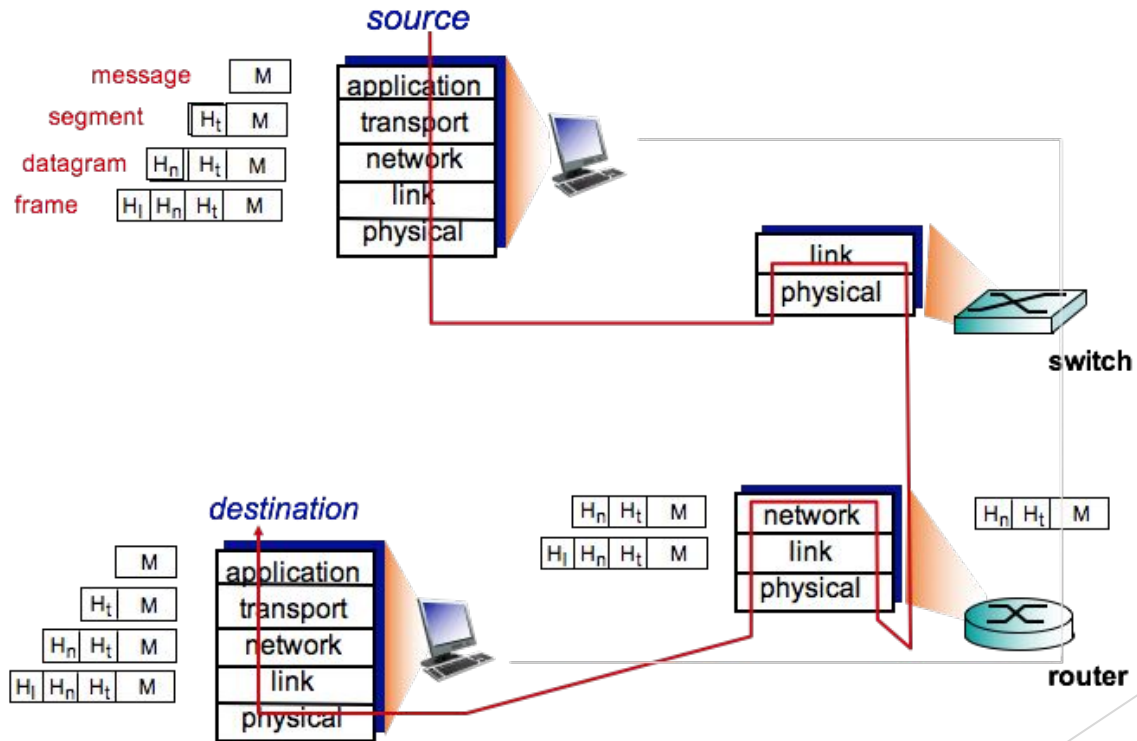 source
message M
segment Ht M
datagram Hn Ht M
frame Hl Hn Ht M
application
transport
network
link
physical
link
physical
switch
destination
M
Ht M
Hn Ht M
Hl Hn Ht M
application
transport
network
link
physical
Hn Ht M
Hl Hn Ht M
network
link
physical
Hn Ht M
router